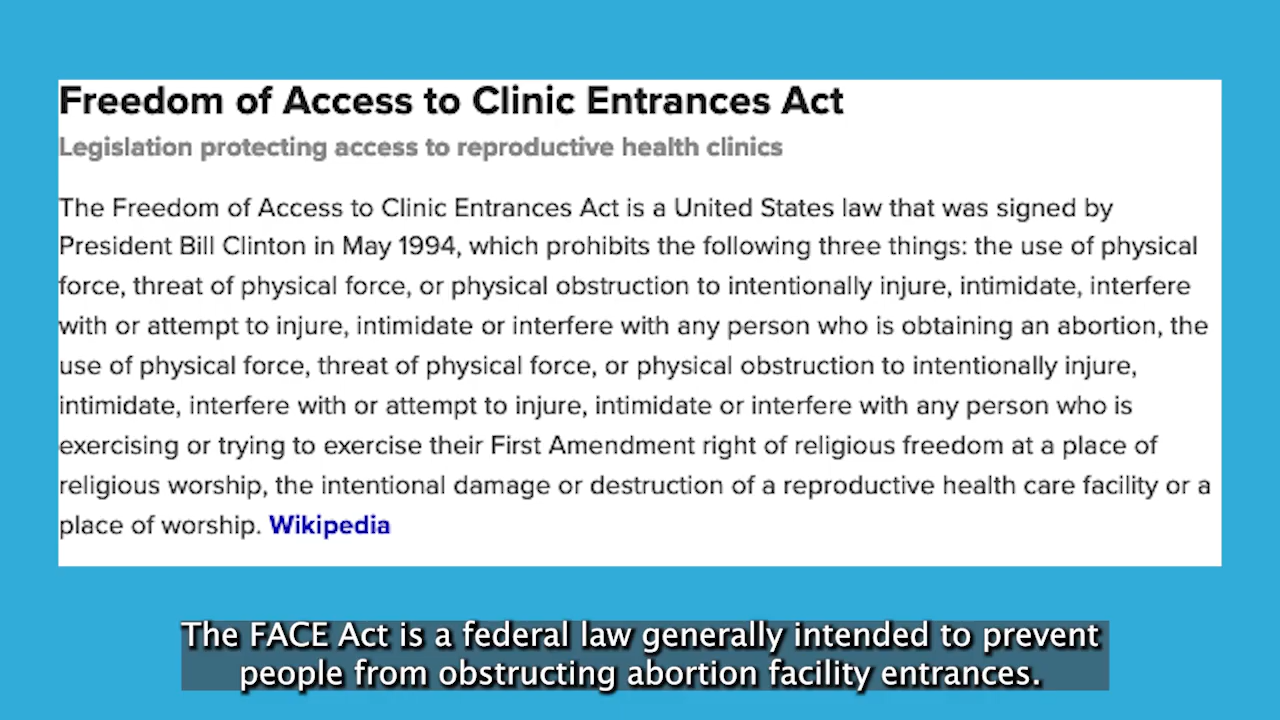 Freedom of Access to Clinic Entrances Act
Legislation protecting access to reproductive health clinics
The Freedom of Access to Clinic Entrances Act is a United States law that was signed by
President Bill Clinton in May 1994, which prohibits the following three things: the use of physical
force, threat of physical force, or physical obstruction to intentionally injure, intimidate, interfere
with or attempt to injure, intimidate or interfere with any person who is obtaining an abortion, the
use of physical force, threat of physical force, or physical obstruction to intentionally injure,
intimidate, interfere with or attempt to injure, intimidate or interfere with any person who is
exercising or trying to exercise their First Amendment right of religious freedom at a place of
religious worship, the intentional damage or destruction of a reproductive health care facility or a
place of worship. Wikipedia
The FACE Act is a federal law generally intended to prevent
people from obstructing abortion facility entrances.